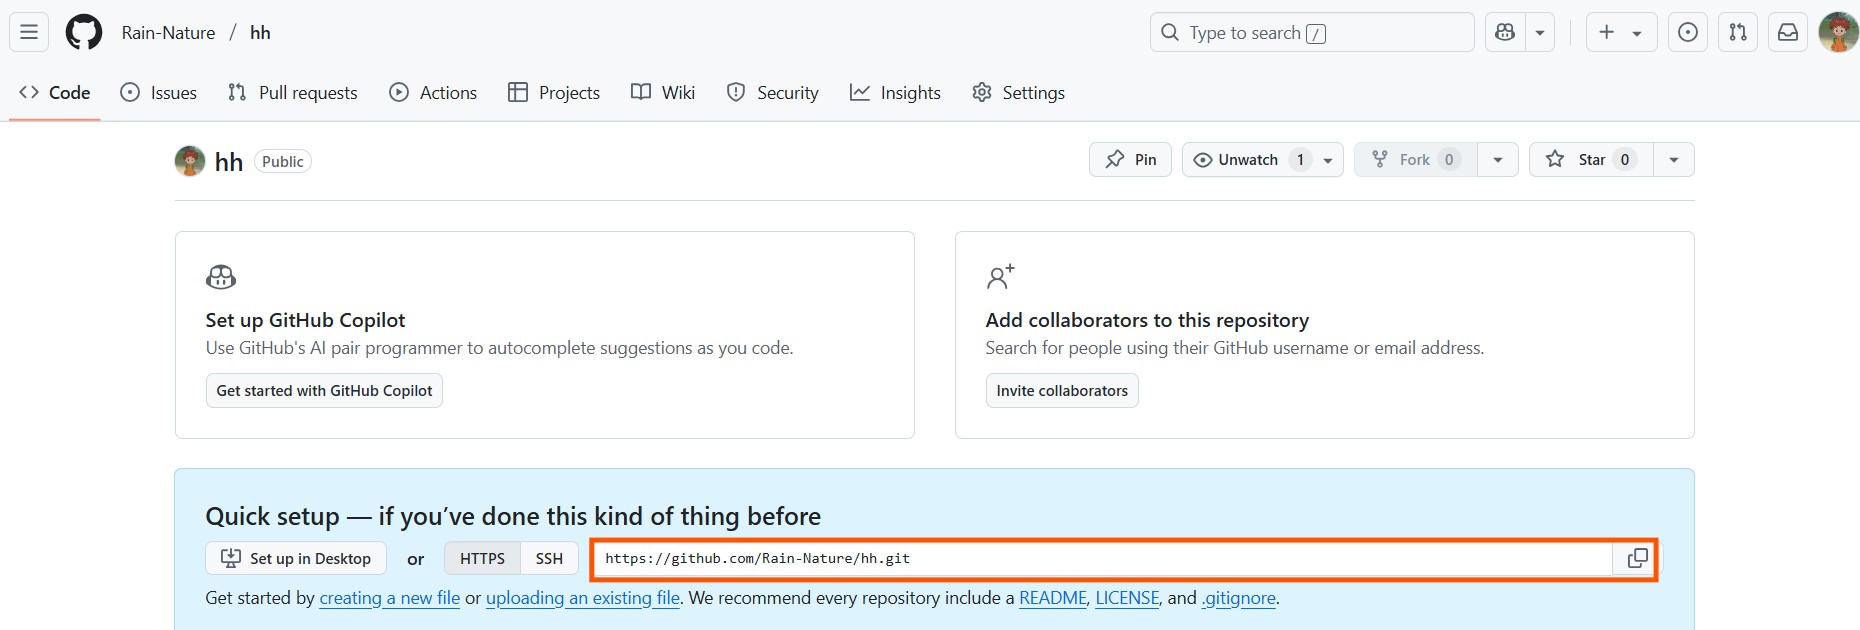 Rain-Nature / hh
Type to search /
Code Issues Pull requests Actions Projects Wiki Security Insights Settings
hh Public
Pin Unwatch 1 Fork 0 Star 0
Set up GitHub Copilot
Use GitHub's AI pair programmer to autocomplete suggestions as you code.
Get started with GitHub Copilot
Add collaborators to this repository
Search for people using their GitHub username or email address.
Invite collaborators
Quick setup — if you’ve done this kind of thing before
Set up in Desktop or HTTPS SSH https://github.com/Rain-Nature/hh.git
Get started by creating a new file or uploading an existing file. We recommend every repository include a README, LICENSE, and .gitignore.